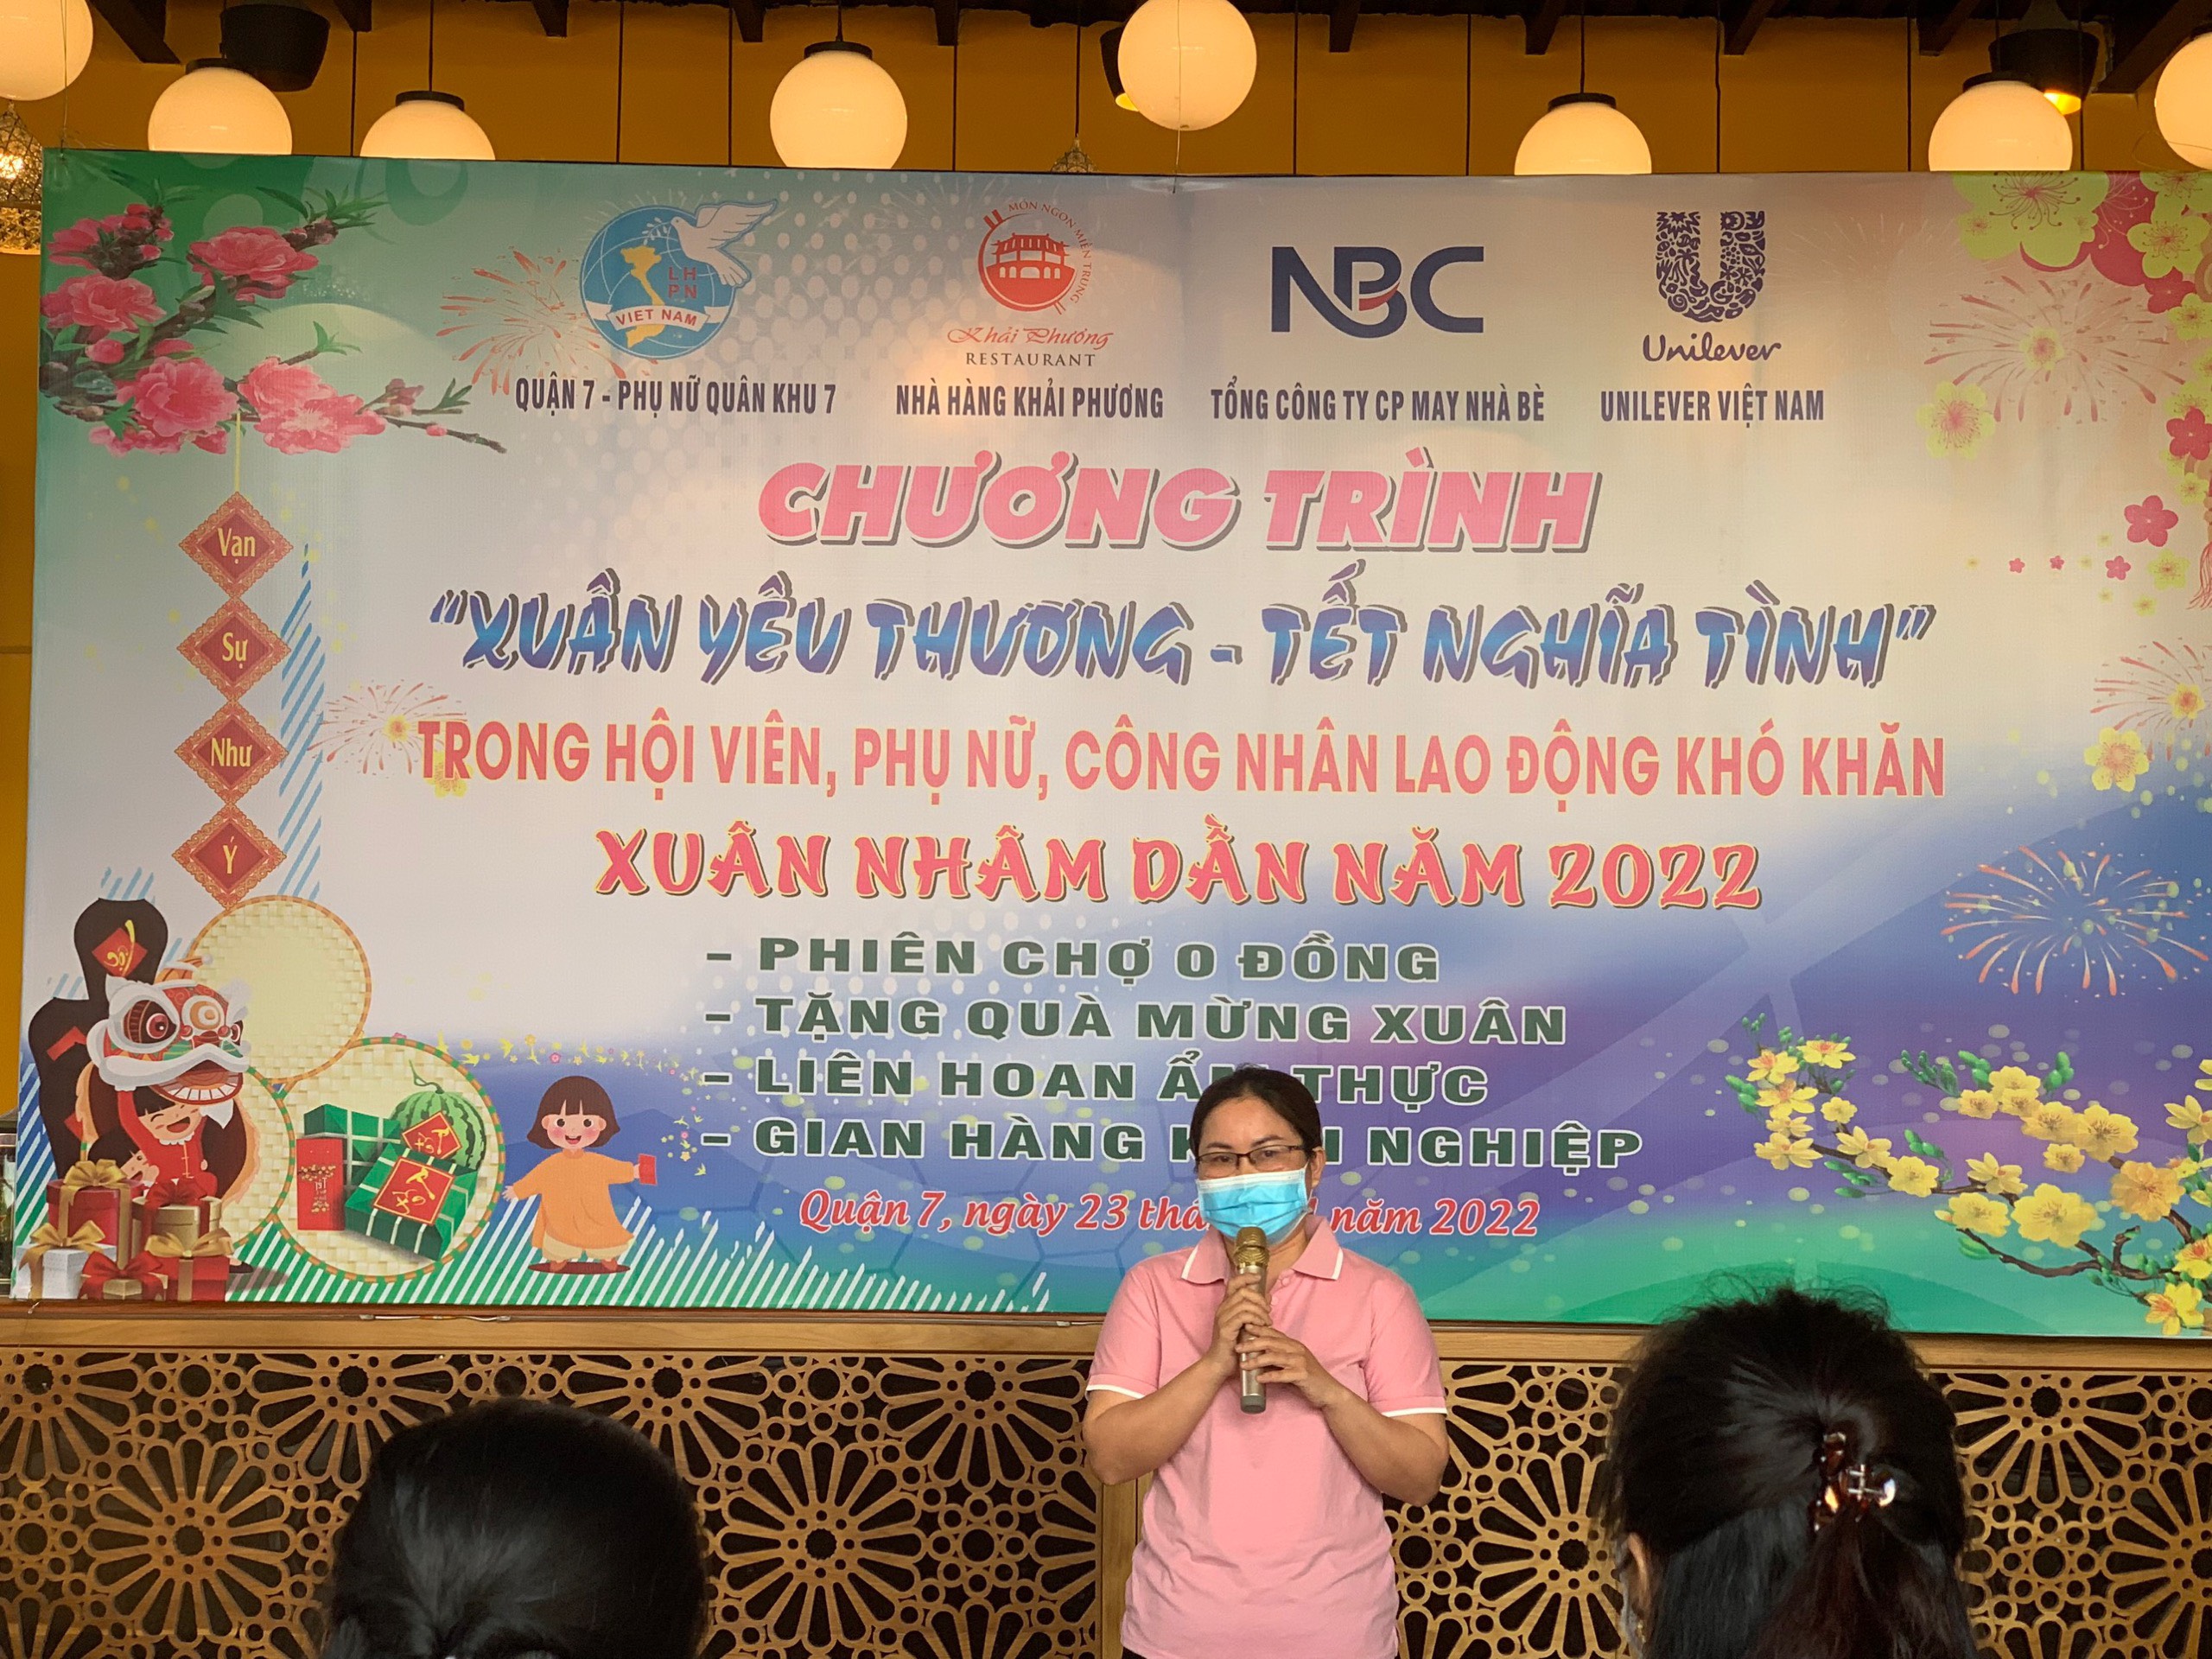 LH
PN
VIET NAM
MÓN NGON MIỀN TRUNG
Khải Phương
RESTAURANT
NBC
Unilever
QUẬN 7 - PHỤ NỮ QUÂN KHU 7
NHÀ HÀNG KHẢI PHƯƠNG
TỔNG CÔNG TY CP MAY NHÀ BÈ
UNILEVER VIỆT NAM
CHƯƠNG TRÌNH
"XUÂN YÊU THƯƠNG - TẾT NGHĨA TÌNH"
TRONG HỘI VIÊN, PHỤ NỮ, CÔNG NHÂN LAO ĐỘNG KHÓ KHĂN
XUÂN NHÂM DẦN NĂM 2022
- PHIÊN CHỢ 0 ĐỒNG
- TẶNG QUÀ MỪNG XUÂN
- LIÊN HOAN ẨM THỰC
- GIAN HÀNG NGHIỆP
Quận 7, ngày 23 năm 2022
Vạn
Sự
Như
Ý